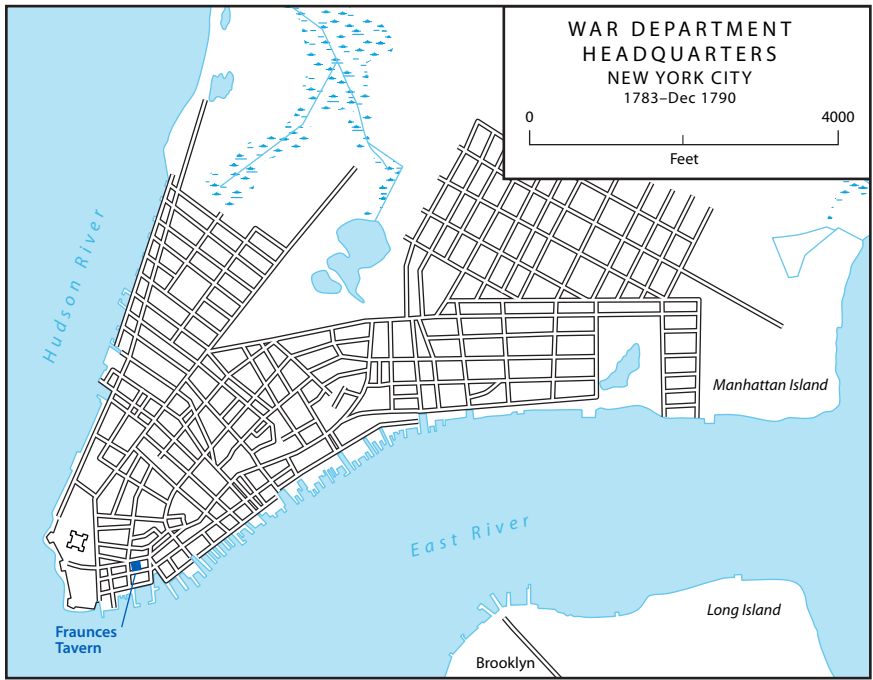 WAR DEPARTMENT
HEADQUARTERS
NEW YORK CITY
1783–Dec 1790
0 4000
Feet
Hudson River
Manhattan Island
East River
Fraunces
Tavern
Long Island
Brooklyn